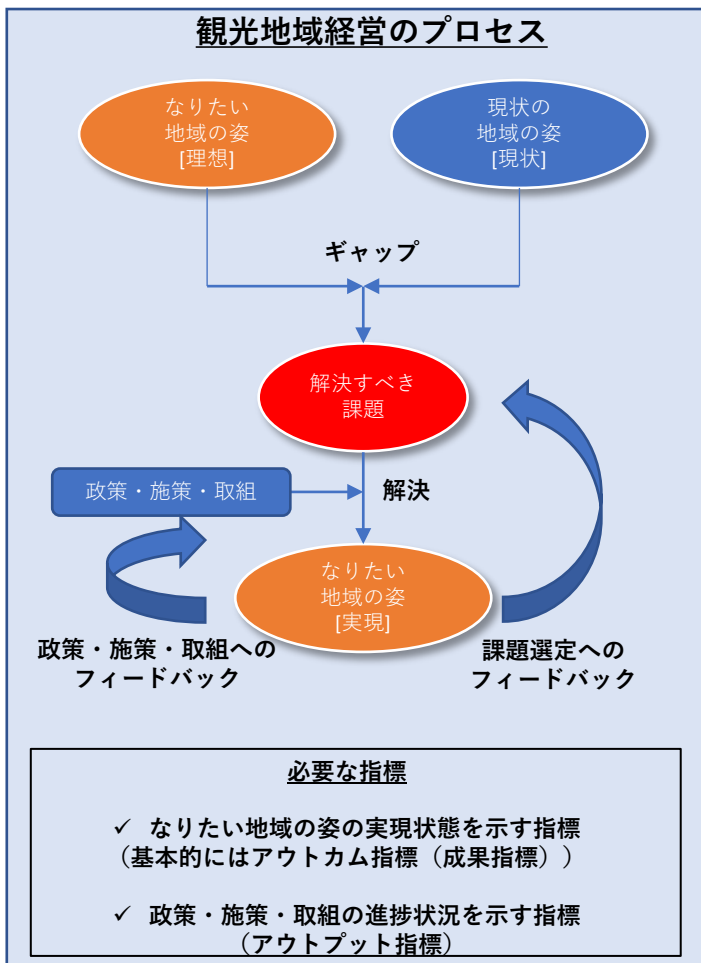 観光地域経営のプロセス
なりたい
地域の姿
[理想]
現状の
地域の姿
[現状]
ギャップ
解決すべき
課題
政策・施策・取組
解決
なりたい
地域の姿
[実現]
政策・施策・取組への
フィードバック
課題選定への
フィードバック
必要な指標
✓ なりたい地域の姿の実現状態を示す指標
（基本的にはアウトカム指標（成果指標））
✓ 政策・施策・取組の進捗状況を示す指標
（アウトプット指標）